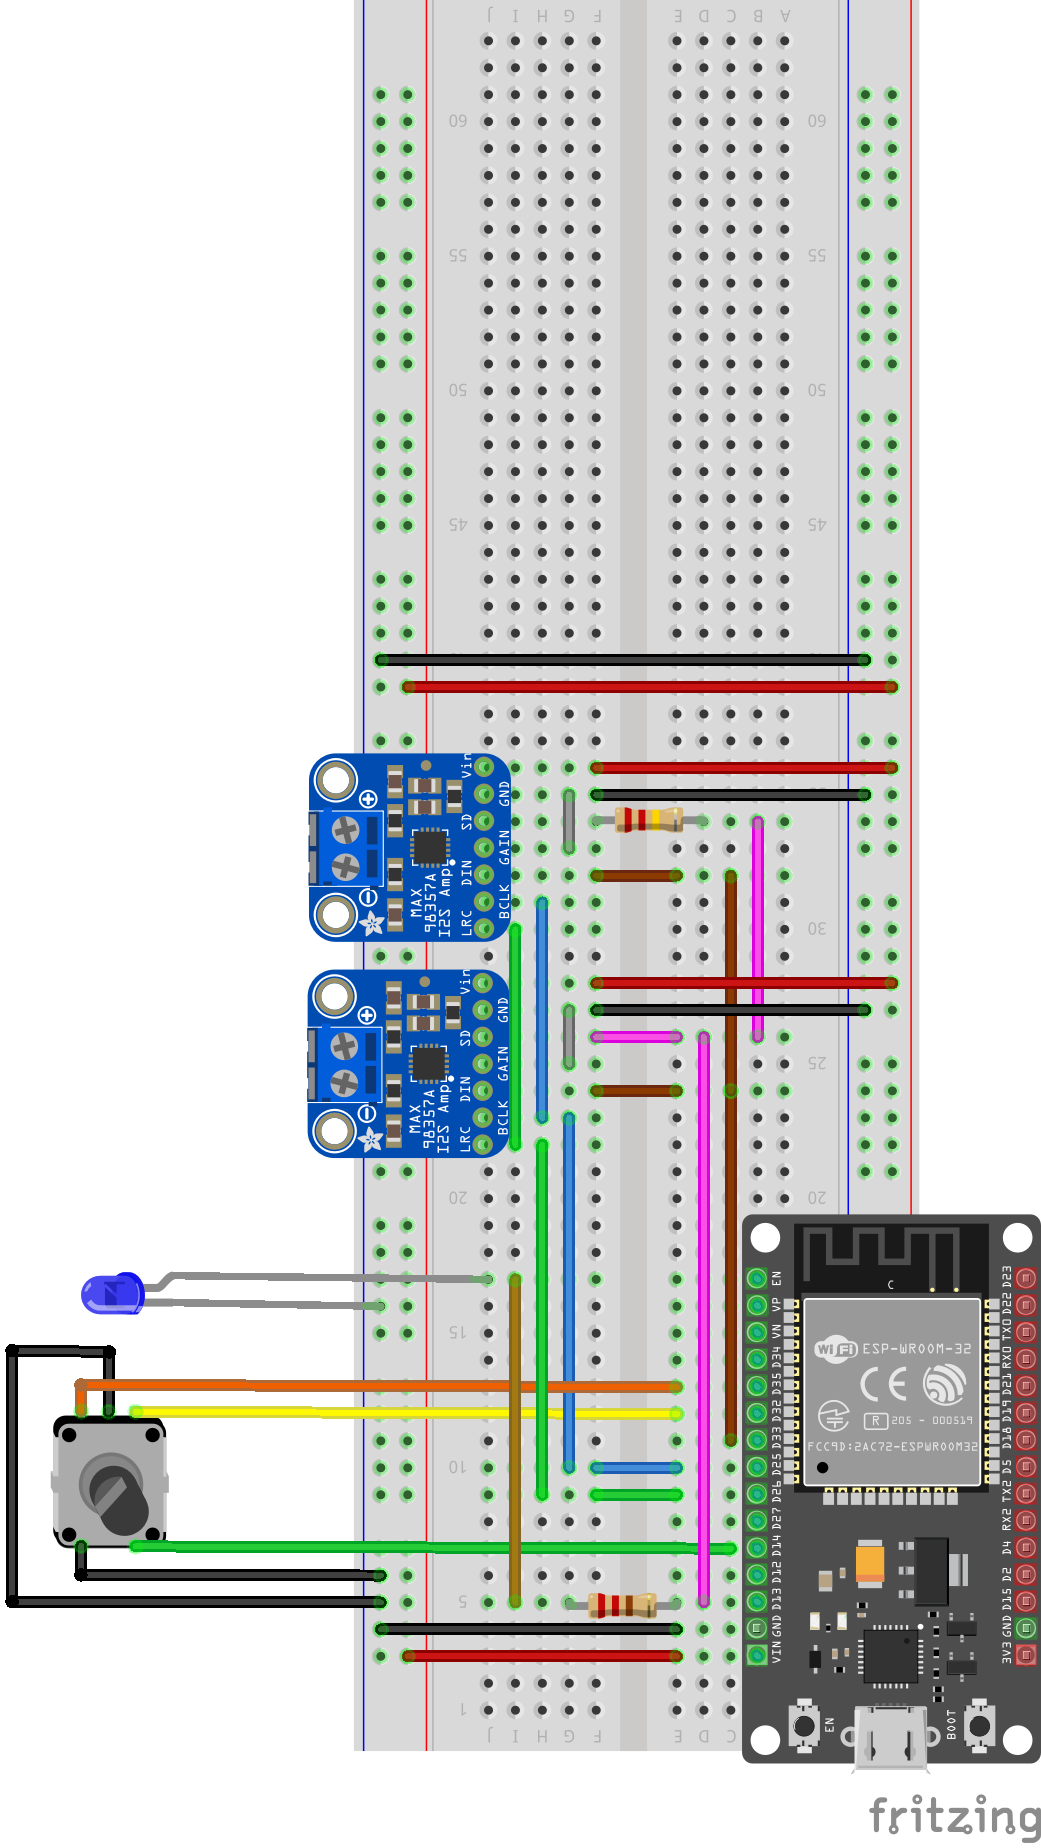 J I H G F E D C B A
60 60
55 55
50 50
45 45
Vin
GND
SD
GAIN
DIN
BCLK
LRC
MAX
98357A
I2S Amp
30
Vin
GND
SD
GAIN
DIN
BCLK
LRC
MAX
98357A
I2S Amp
25 25
20 20
15
10
5
1
J I H G F E D C
EN
VP
VN
D34
D35
D32
D33
D25
D26
D27
D14
D12
D13
GND
VIN
D23
D22
TX0
RX0
D21
D19
D18
D5
TX2
RX2
D4
D2
D15
GND
3V3
C
WiFi ESP-WROOM-32
CE
R 205 - 000519
FCC9D:2AC72-ESPWROOM32
EN
BOOT
fritzing